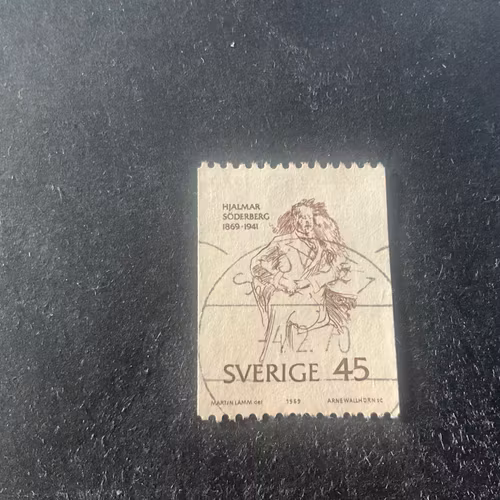 HJALMAR
SÖDERBERG
1869-1941
SVERIGE 45
MARTIN LAMM del 1969 ARNE WALLHORN SC